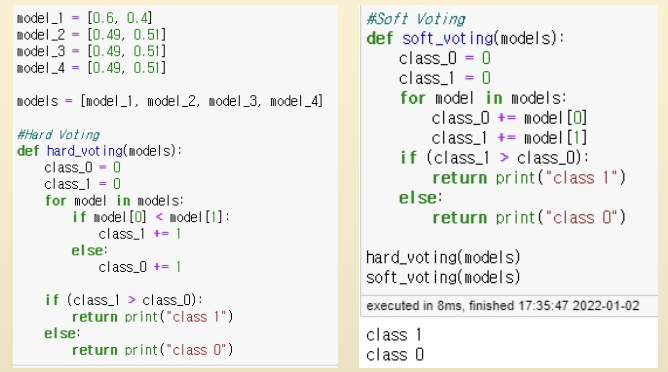 model_1 = [0.6, 0.4]
model_2 = [0.49, 0.51]
model_3 = [0.49, 0.51]
model_4 = [0.49, 0.51]

models = [model_1, model_2, model_3, model_4]

#Hard Voting
def hard_voting(models):
    class_0 = 0
    class_1 = 0
    for model in models:
        if model[0] < model[1]:
            class_1 += 1
        else:
            class_0 += 1

    if (class_1 > class_0):
        return print("class 1")
    else:
        return print("class 0")

#Soft Voting
def soft_voting(models):
    class_0 = 0
    class_1 = 0
    for model in models:
        class_0 += model[0]
        class_1 += model[1]
    if (class_1 > class_0):
        return print("class 1")
    else:
        return print("class 0")

hard_voting(models)
soft_voting(models)
executed in 8ms, finished 17:35:47 2022-01-02
class 1
class 0